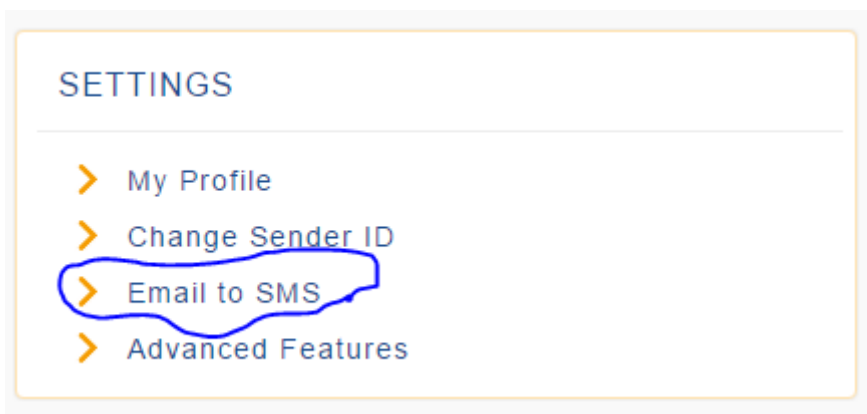 SETTINGS
My Profile
Change Sender ID
Email to SMS
Advanced Features